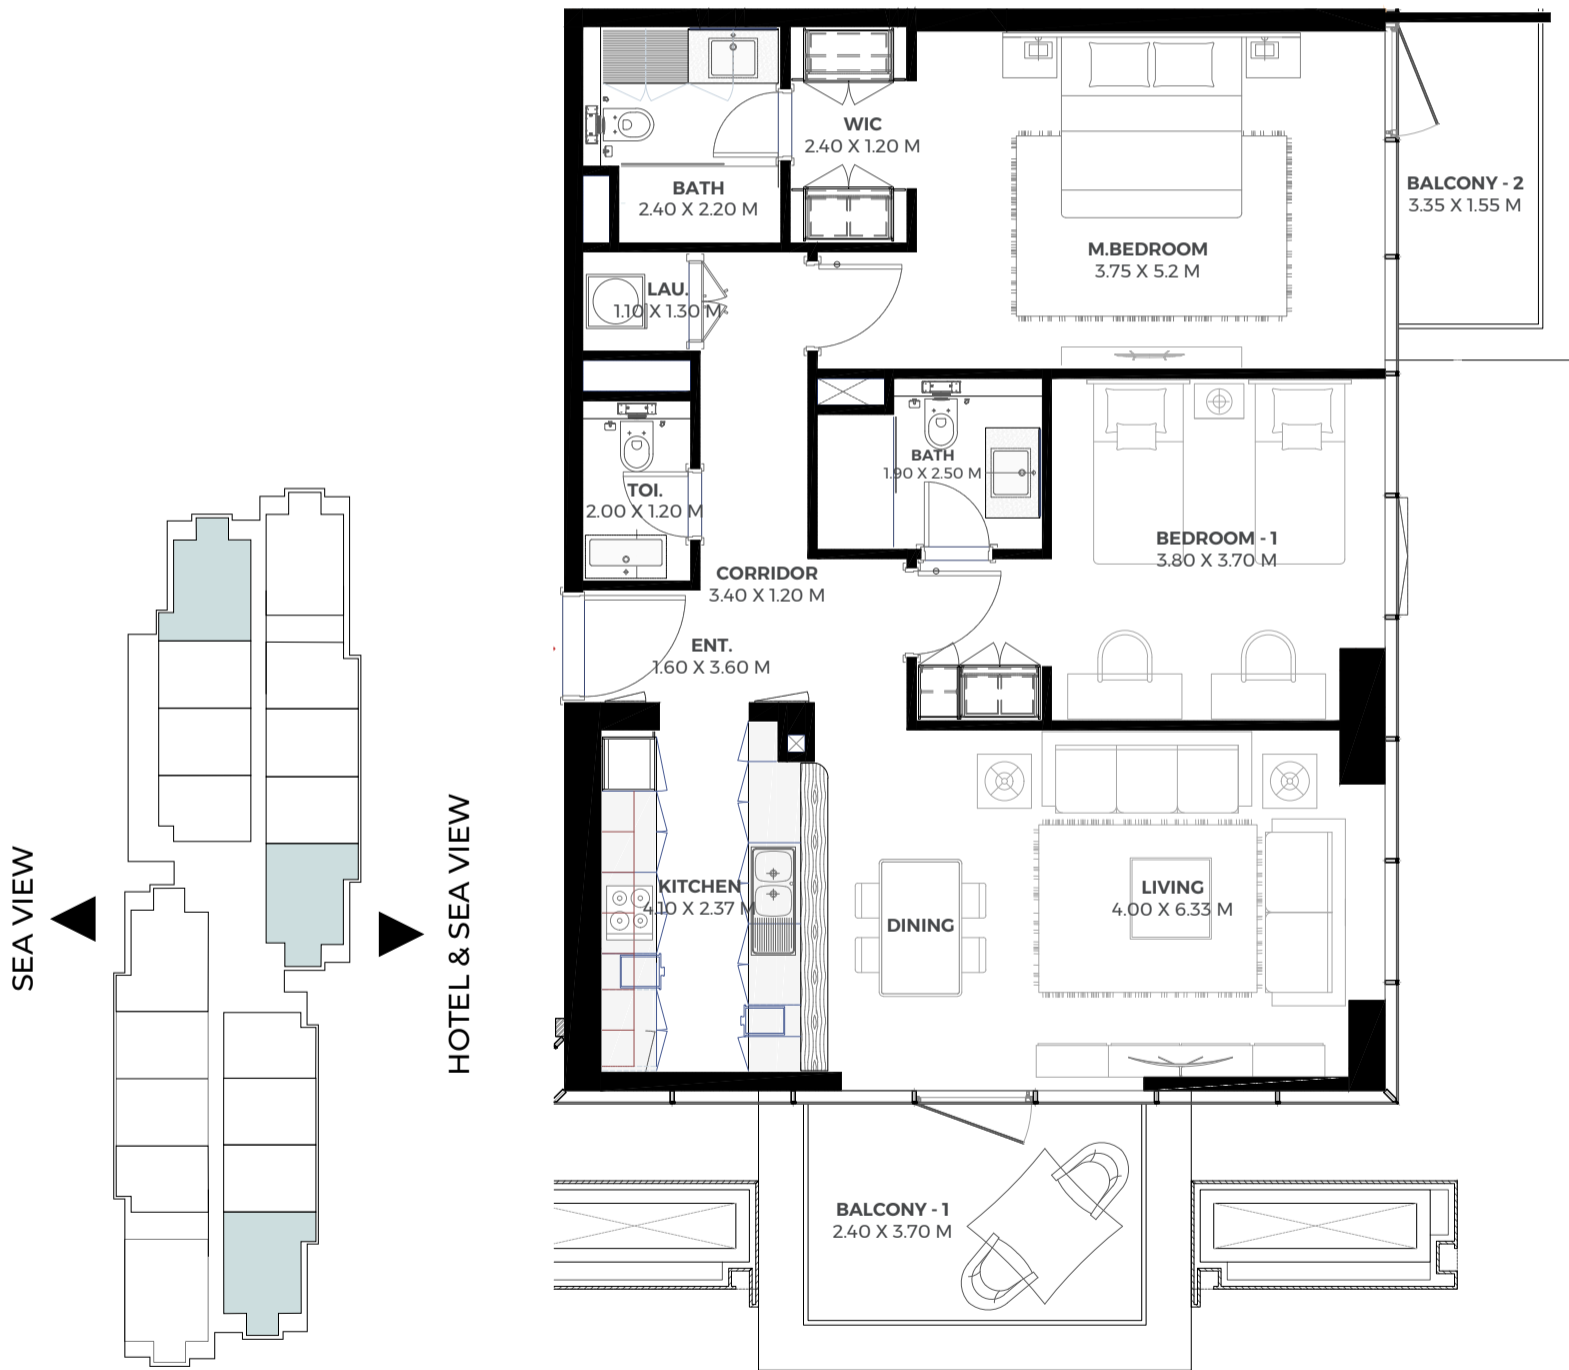 WIC
2.40 X 1.20 M
BATH
2.40 X 2.20 M
BALCONY - 2
3.35 X 1.55 M
M.BEDROOM
3.75 X 5.2 M
LAU.
1.10 X 1.30 M
BATH
1.90 X 2.50 M
TOI.
2.00 X 1.20 M
BEDROOM - 1
3.80 X 3.70 M
CORRIDOR
3.40 X 1.20 M
ENT.
1.60 X 3.60 M
KITCHEN
4.10 X 2.37 M
LIVING
4.00 X 6.33 M
DINING
BALCONY - 1
2.40 X 3.70 M
SEA VIEW
HOTEL & SEA VIEW